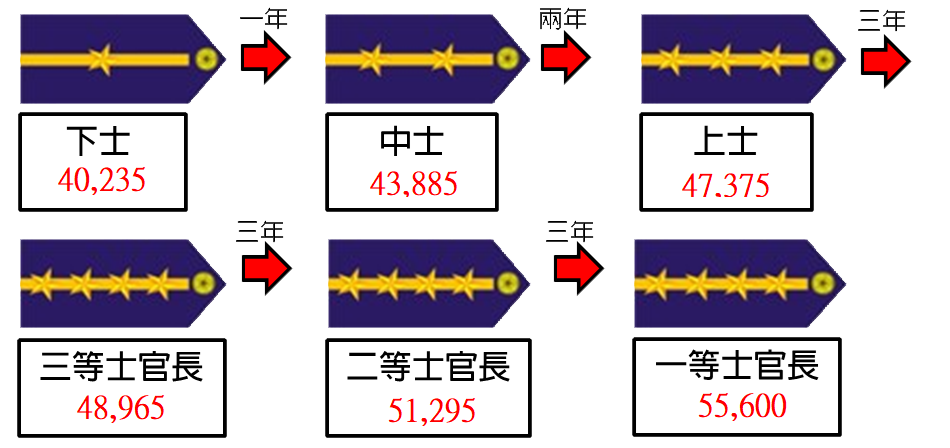 一年
兩年
三年
下士
40,235
中士
43,885
上士
47,375
三年
三年
三等士官長
48,965
二等士官長
51,295
一等士官長
55,600